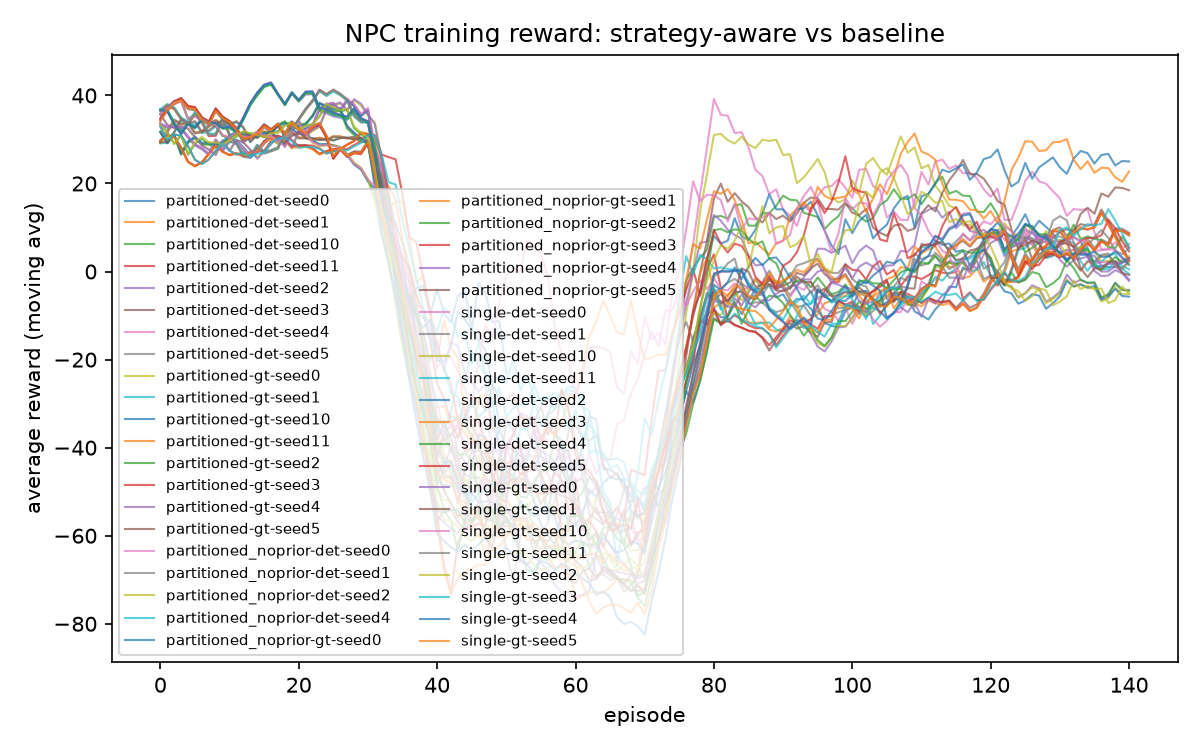 NPC training reward: strategy-aware vs baseline
average reward (moving avg)
40
20
0
−20
−40
−60
−80
partitioned-det-seed0
partitioned-det-seed1
partitioned-det-seed10
partitioned-det-seed11
partitioned-det-seed2
partitioned-det-seed3
partitioned-det-seed4
partitioned-det-seed5
partitioned-gt-seed0
partitioned-gt-seed1
partitioned-gt-seed10
partitioned-gt-seed11
partitioned-gt-seed2
partitioned-gt-seed3
partitioned-gt-seed4
partitioned-gt-seed5
partitioned_noprior-det-seed0
partitioned_noprior-det-seed1
partitioned_noprior-det-seed2
partitioned_noprior-det-seed4
partitioned_noprior-gt-seed0
partitioned_noprior-gt-seed1
partitioned_noprior-gt-seed2
partitioned_noprior-gt-seed3
partitioned_noprior-gt-seed4
partitioned_noprior-gt-seed5
single-det-seed0
single-det-seed1
single-det-seed10
single-det-seed11
single-det-seed2
single-det-seed3
single-det-seed4
single-det-seed5
single-gt-seed0
single-gt-seed1
single-gt-seed10
single-gt-seed11
single-gt-seed2
single-gt-seed3
single-gt-seed4
single-gt-seed5
0 20 40 60 80 100 120 140
episode